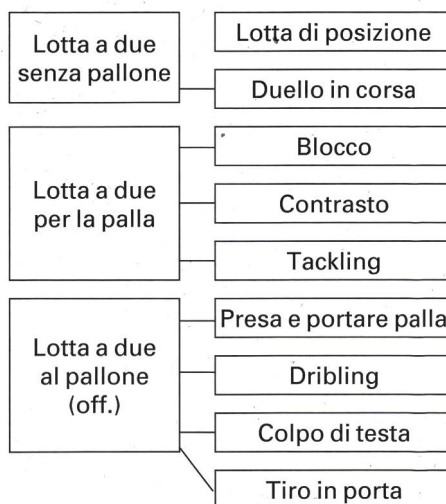 Lotta a due
senza pallone
Lotta di posizione
Duello in corsa
Lotta a due
per la palla
Blocco
Contrasto
Tackling
Lotta a due
al pallone
(off.)
Presa e portare palla
Dribling
Colpo di testa
Tiro in porta